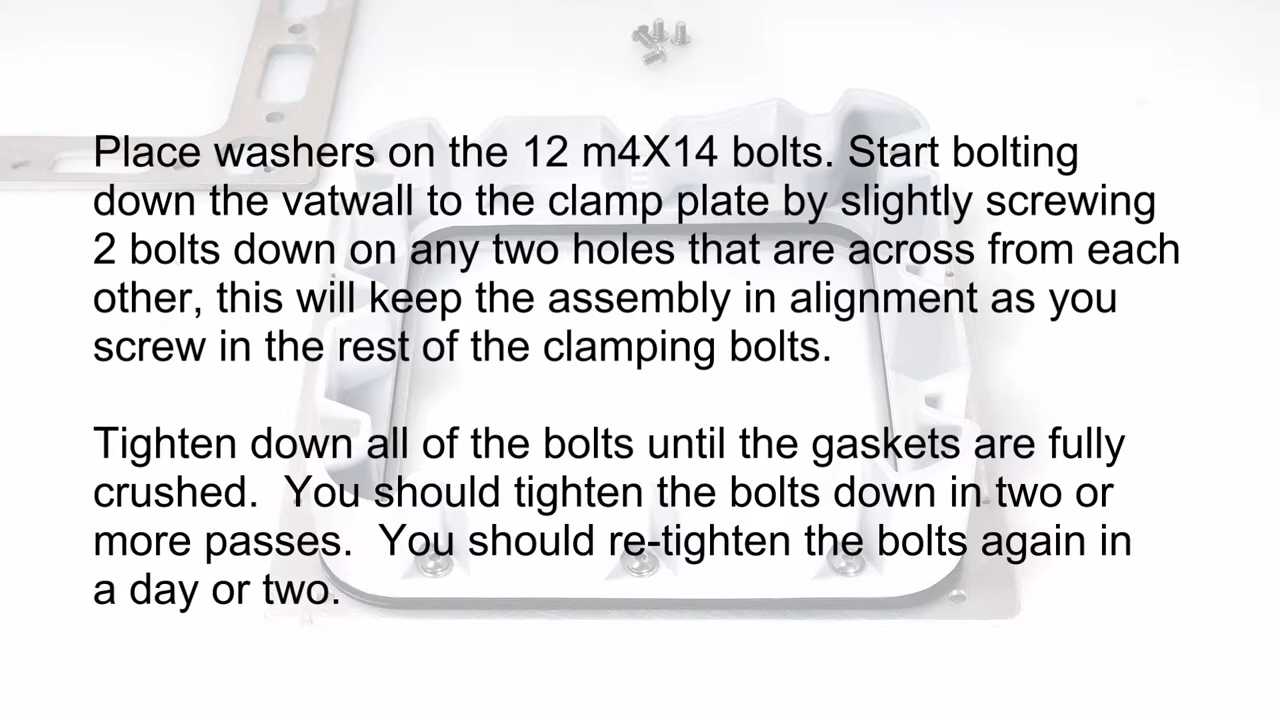 Place washers on the 12 m4X14 bolts. Start bolting
down the vatwall to the clamp plate by slightly screwing
2 bolts down on any two holes that are across from each
other, this will keep the assembly in alignment as you
screw in the rest of the clamping bolts.
Tighten down all of the bolts until the gaskets are fully
crushed.  You should tighten the bolts down in two or
more passes.  You should re-tighten the bolts again in
a day or two.